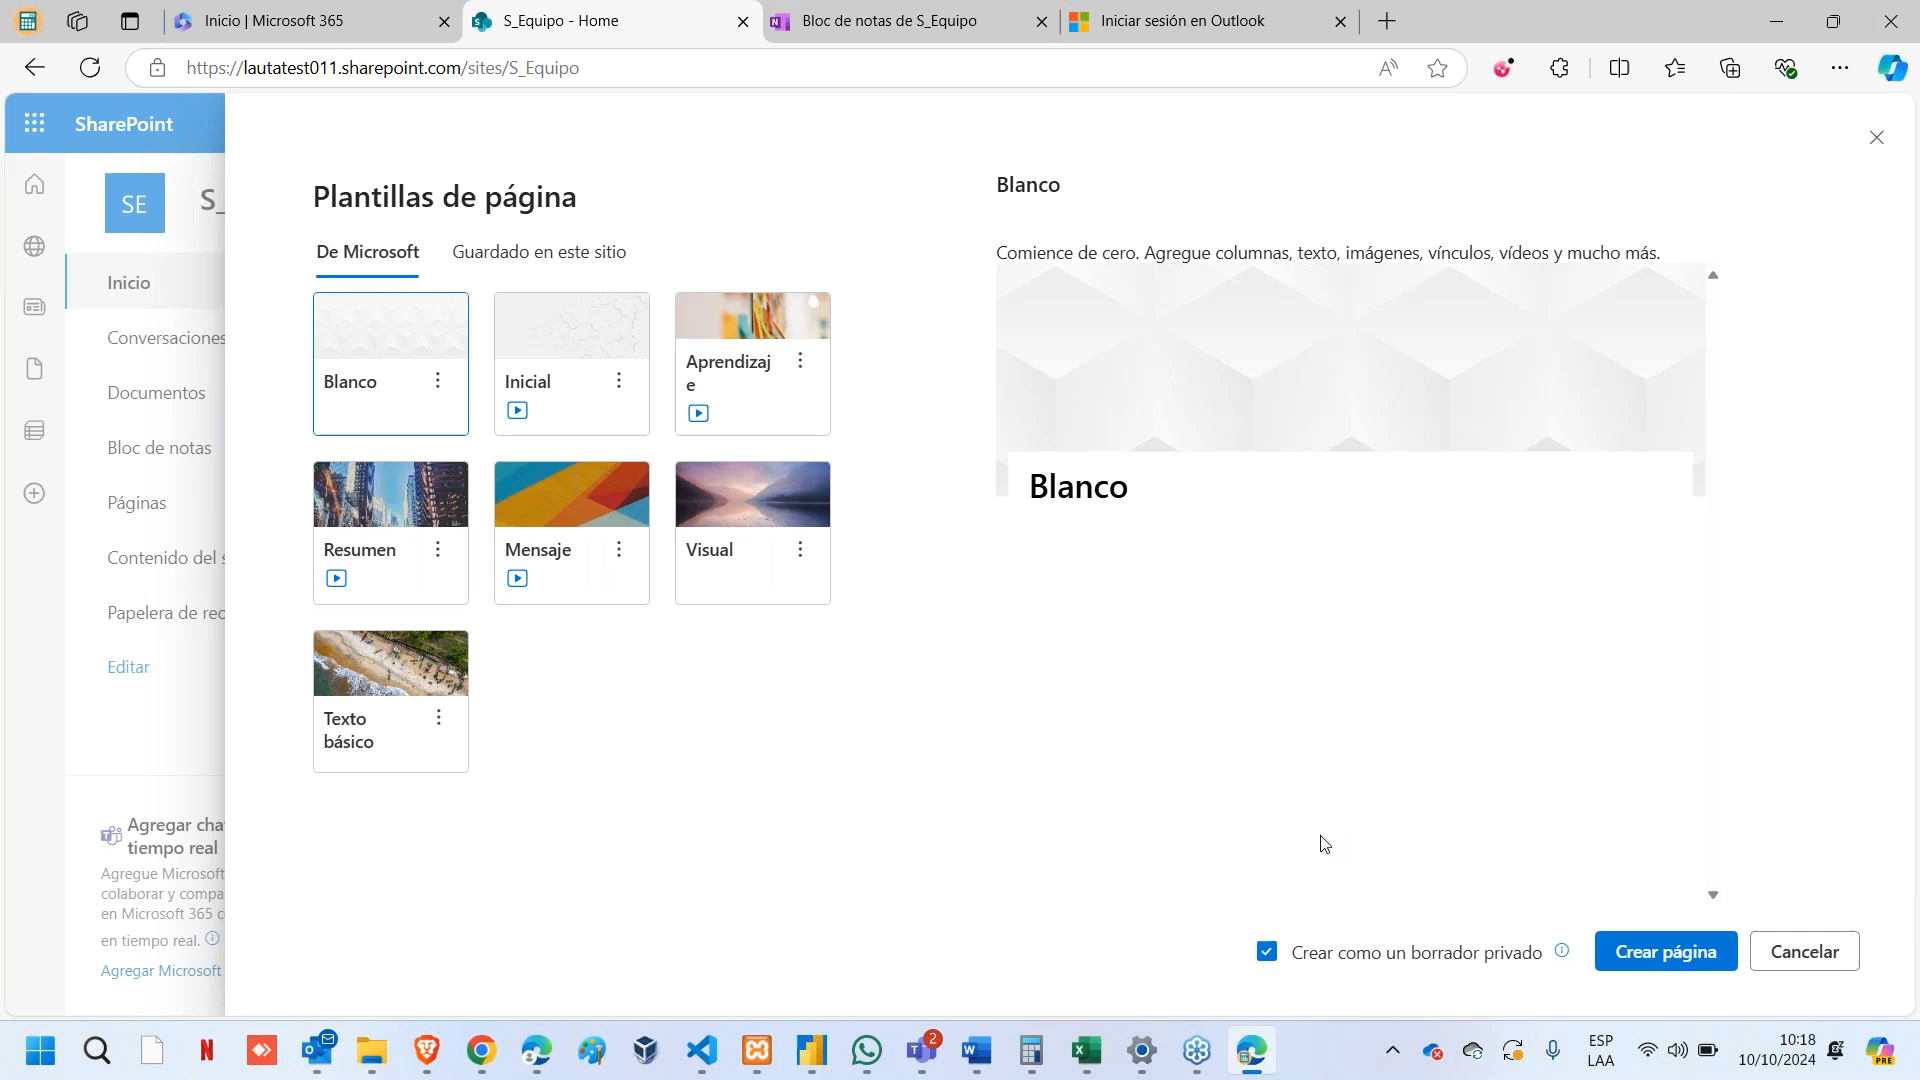 Inicio | Microsoft 365
S_Equipo - Home
Bloc de notas de S_Equipo
Iniciar sesión en Outlook
https://lautatest011.sharepoint.com/sites/S_Equipo
SharePoint
SE
S_
Inicio
Conversaciones
Documentos
Bloc de notas
Páginas
Contenido del s
Papelera de rec
Editar
Agregar cha
tiempo real
Agregue Microsoft
colaborar y compa
en Microsoft 365 c
en tiempo real.
Agregar Microsoft
Plantillas de página
De Microsoft
Guardado en este sitio
Blanco
Inicial
Aprendizaj
e
Resumen
Mensaje
Visual
Texto
básico
Blanco
Comience de cero. Agregue columnas, texto, imágenes, vínculos, vídeos y mucho más.
Blanco
Crear como un borrador privado
Crear página
Cancelar
2
ESP
LAA
10:18
10/10/2024
PRE